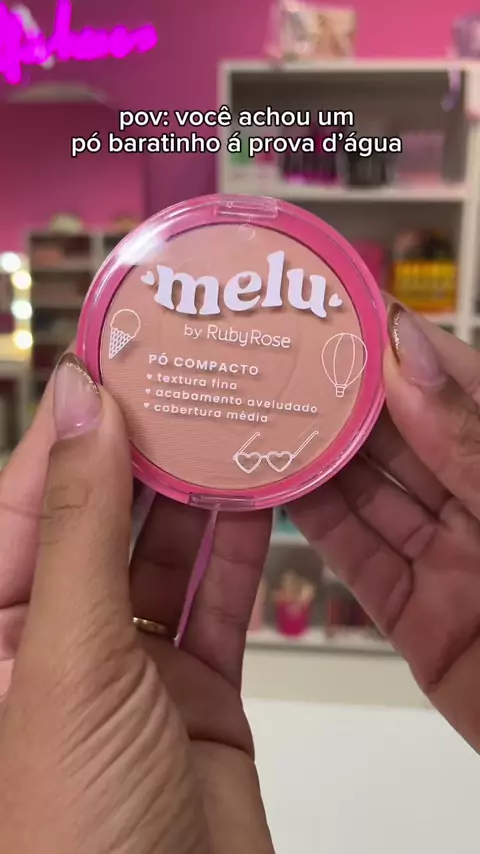 pov: você achou um
pó baratinho á prova d'água
melu
by RubyRose
PÓ COMPACTO
♥ textura fina
♥ acabamento aveludado
♥ cobertura média